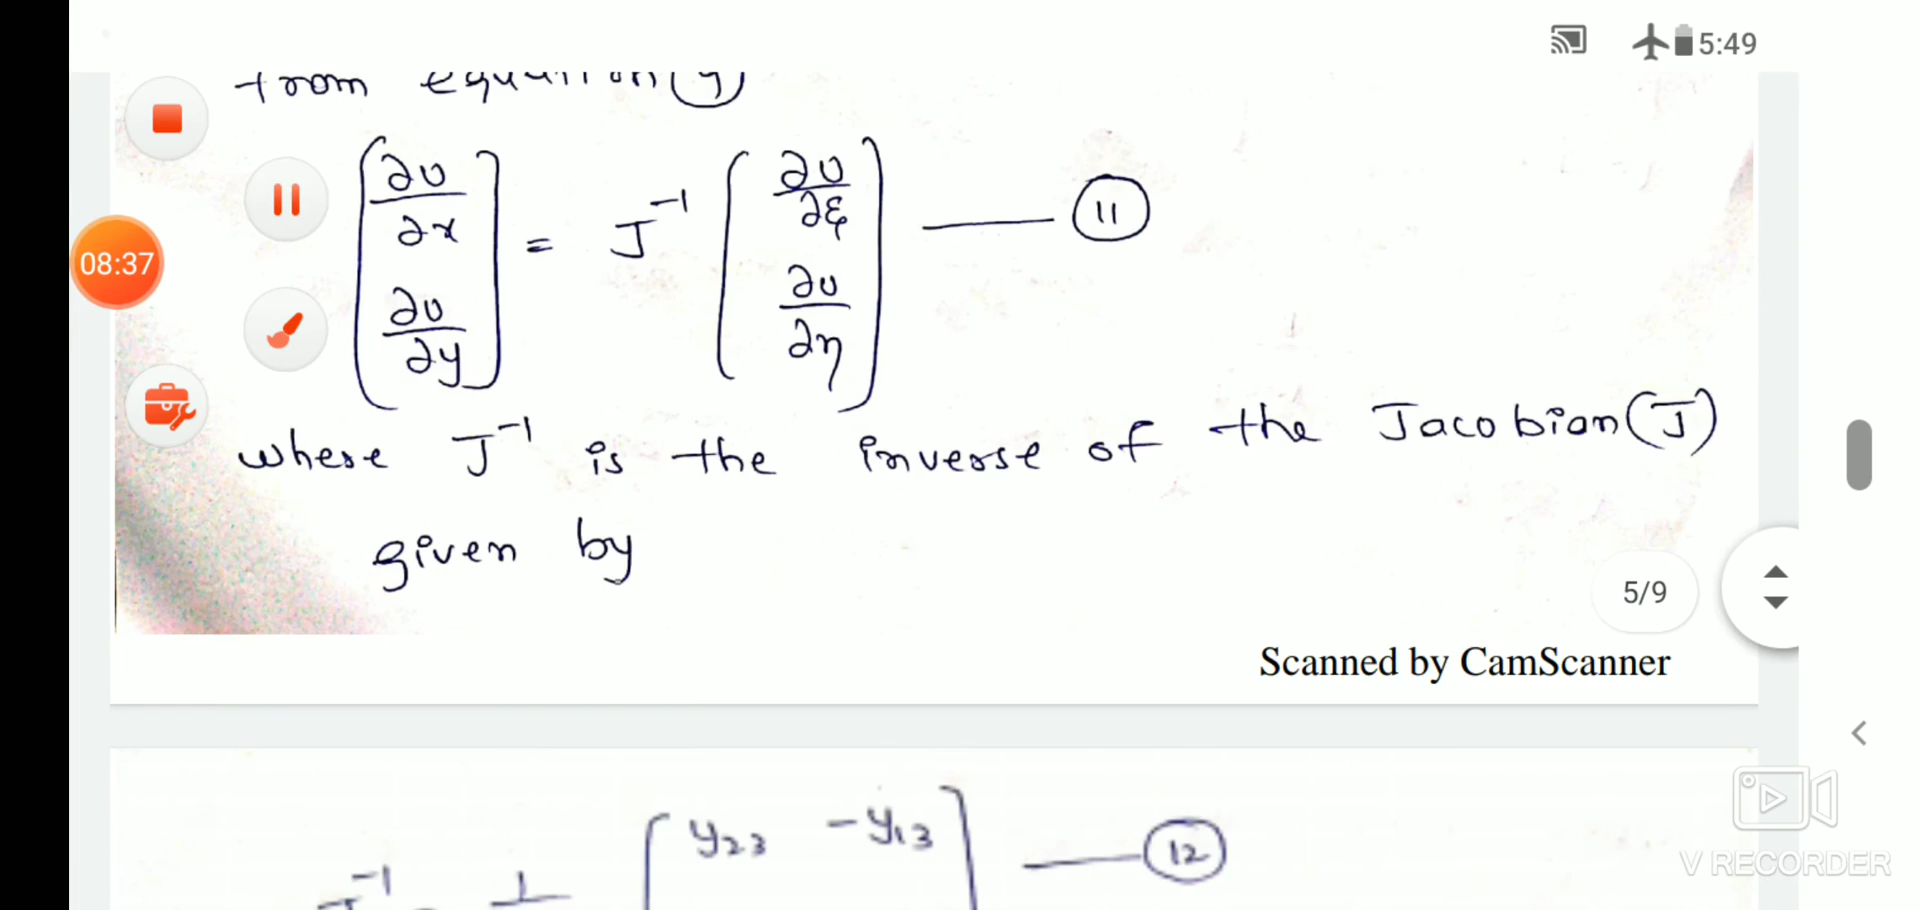 5:49
from equation (9)
[∂u/∂x ∂u/∂y] = J⁻¹ [∂u/∂ξ ∂u/∂η] — (11)
08:37
where J⁻¹ is the inverse of the Jacobian (J)
given by
5/9
Scanned by CamScanner
J⁻¹ = 1 [y₂₃ -y₁₃] — (12)
V RECORDER